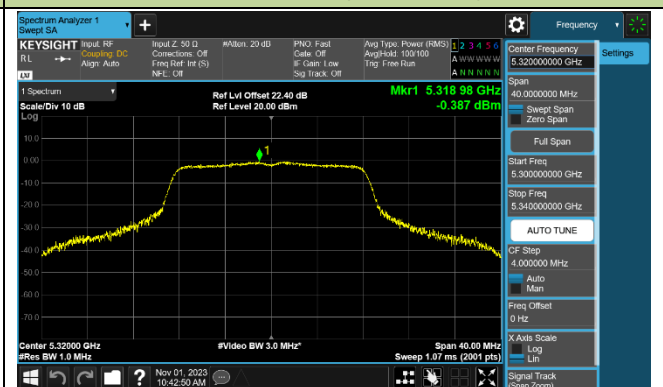 Spectrum Analyzer 1
Swept SA
+
Frequency
KEYSIGHT
RL
LXI
Input: RF
Coupling: DC
Align: Auto
Input Z: 50 Ω
Corrections: Off
Freq Ref: Int (S)
NFE: Off
#Atten: 20 dB
PNO: Fast
Gate: Off
IF Gain: Low
Sig Track: Off
Avg Type: Power (RMS)
Avg|Hold: 100/100
Trig: Free Run
1 2 3 4 5 6
A W W W W W
A N N N N N
1 Spectrum
Scale/Div 10 dB
Log
Ref Lvl Offset 22.40 dB
Ref Level 20.00 dBm
Mkr1 5.318 98 GHz
-0.387 dBm
1
10.0
0.00
-10.0
-20.0
-30.0
-40.0
-50.0
-60.0
-70.0
Center 5.32000 GHz
#Res BW 1.0 MHz
#Video BW 3.0 MHz*
Span 40.00 MHz
Sweep 1.07 ms (2001 pts)
?
Nov 01, 2023
10:42:50 AM
Center Frequency
5.320000000 GHz
Settings
Span
40.0000000 MHz
Swept Span
Zero Span
Full Span
Start Freq
5.300000000 GHz
Stop Freq
5.340000000 GHz
AUTO TUNE
CF Step
4.000000 MHz
Auto
Man
Freq Offset
0 Hz
X Axis Scale
Log
Lin
Signal Track
(Span Zoom)